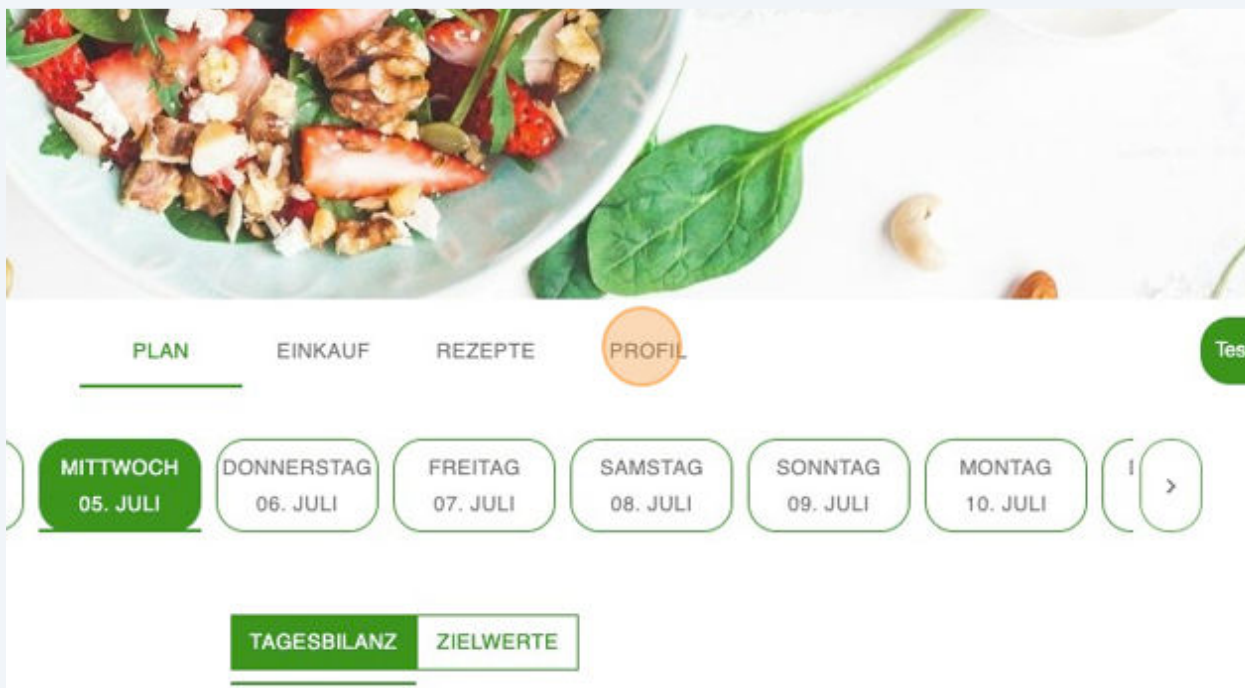 PLAN EINKAUF REZEPTE PROFIL
MITTWOCH DONNERSTAG FREITAG SAMSTAG SONNTAG MONTAG
05. JULI 06. JULI 07. JULI 08. JULI 09. JULI 10. JULI
TAGESBILANZ ZIELWERTE